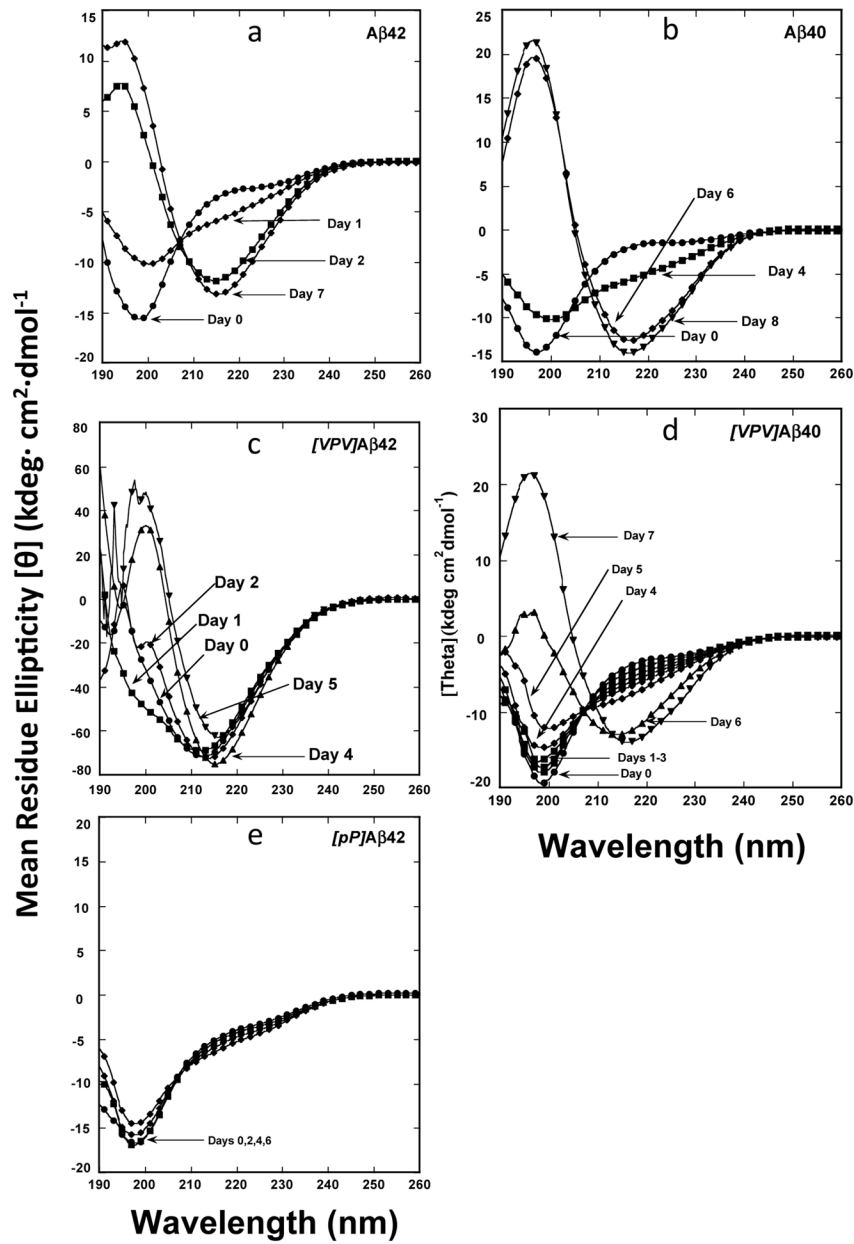 Mean Residue Ellipticity [θ] (kdeg· cm²·dmol⁻¹
a
Aβ42
15
10
5
0
-5
-10
-15
-20
Day 1
Day 2
Day 7
Day 0
190 200 210 220 230 240 250 260
b
Aβ40
25
20
15
10
5
0
-5
-10
-15
Day 6
Day 4
Day 8
Day 0
190 200 210 220 230 240 250 260
c
[VPV]Aβ42
80
60
40
20
0
-20
-40
-60
-80
Day 2
Day 1
Day 0
Day 5
Day 4
190 200 210 220 230 240 250 260
d
[VPV]Aβ40
[Theta] (kdeg cm²dmol⁻¹)
30
20
10
0
-10
-20
Day 7
Day 5
Day 4
Day 6
Days 1-3
Day 0
190 200 210 220 230 240 250 260
Wavelength (nm)
e
[pP]Aβ42
20
15
10
5
0
-5
-10
-15
-20
Days 0,2,4,6
190 200 210 220 230 240 250 260
Wavelength (nm)